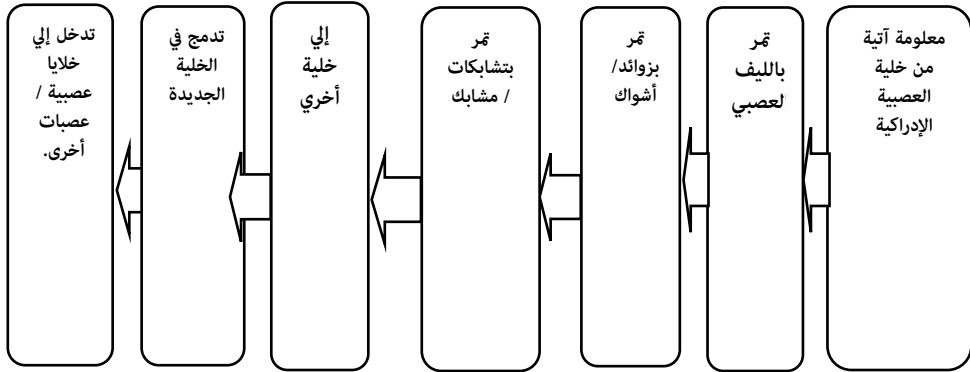 معلومة آتية
من خلية
العصبية
الإدراكية
تمر
بالليف
لعصبي
تمر
بزوائد/
أشواك
تمر
بتشابكات
/ مشابك
إلي
خلية
أخري
تدمج في
الخلية
الجديدة
تدخل إلي
خلايا
عصبية /
عصبات
أخرى.